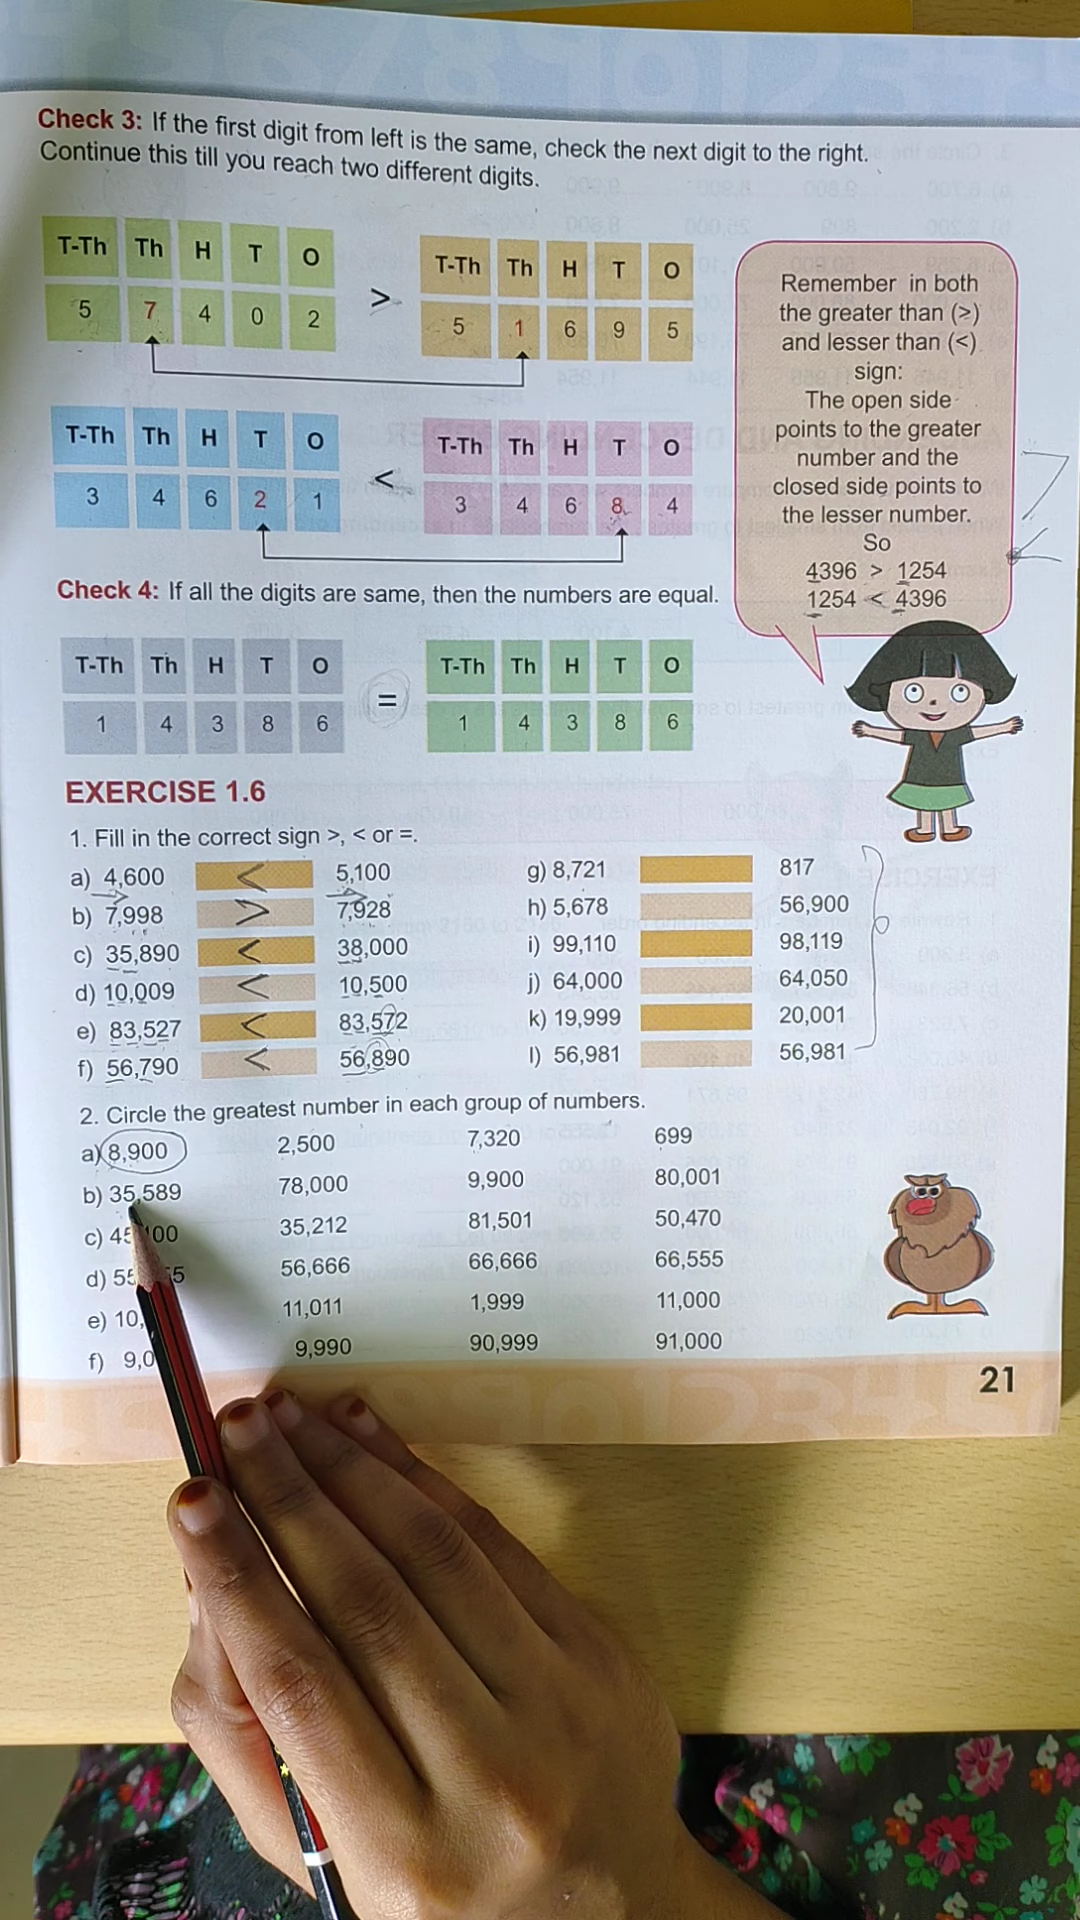 Check 3: If the first digit from left is the same, check the next digit to the right.
Continue this till you reach two different digits.
T-Th Th H T O
5 7 4 0 2
>
T-Th Th H T O
5 1 6 9 5
T-Th Th H T O
3 4 6 2 1
<
T-Th Th H T O
3 4 6 8 4
Remember in both
the greater than (>)
and lesser than (<)
sign:
The open side
points to the greater
number and the
closed side points to
the lesser number.
So
4396 > 1254
1254 < 4396
Check 4: If all the digits are same, then the numbers are equal.
T-Th Th H T O
1 4 3 8 6
=
T-Th Th H T O
1 4 3 8 6
EXERCISE 1.6
1. Fill in the correct sign >, < or =.
a) 4,600 < 5,100
b) 7,998 > 7,928
c) 35,890 < 38,000
d) 10,009 < 10,500
e) 83,527 < 83,572
f) 56,790 < 56,890
g) 8,721 817
h) 5,678 56,900
i) 99,110 98,119
j) 64,000 64,050
k) 19,999 20,001
l) 56,981 56,981
2. Circle the greatest number in each group of numbers.
a) 8,900 2,500 7,320 699
b) 35,589 78,000 9,900 80,001
c) 35,212 81,501 50,470
d) 56,666 66,666 66,555
e) 11,011 1,999 11,000
f) 9,990 90,999 91,000
21